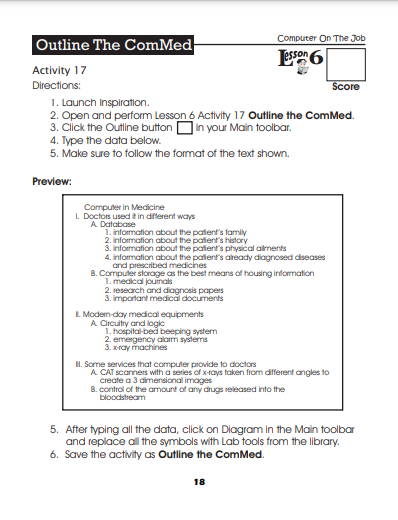 Outline The ComMed
Computer On The Job
Lesson 6
Activity 17
Score
Directions:
1. Launch Inspiration.
2. Open and perform Lesson 6 Activity 17 Outline the ComMed.
3. Click the Outline button in your Main toolbar.
4. Type the data below.
5. Make sure to follow the format of the text shown.
Preview:
Computer in Medicine
I. Doctors used it in different ways
A. Database
1. information about the patient's family
2. information about the patient's history
3. information about the patient's physical ailments
4. information about the patient's already diagnosed diseases
and prescribed medicines
B. Computer storage as the best means of housing information
1. medical journals
2. research and diagnosis papers
3. important medical documents
II. Modern-day medical equipments
A. Circuitry and logic
1. hospital-bed beeping system
2. emergency alarm systems
3. x-ray machines
III. Some services that computer provide to doctors
A. CAT scanners with a series of x-rays taken from different angles to
create a 3 dimensional images
B. control of the amount of any drugs released into the
bloodstream
5. After typing all the data, click on Diagram in the Main toolbar
and replace all the symbols with Lab tools from the library.
6. Save the activity as Outline the ComMed.
18